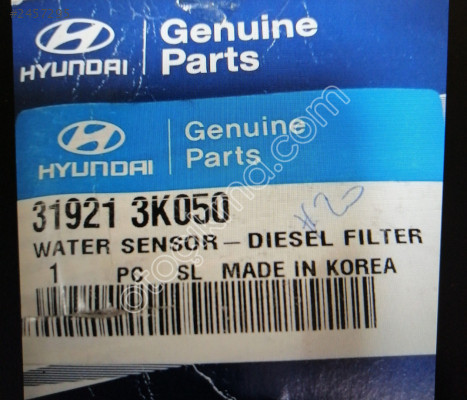 HYUNDAI
Genuine
Parts
HYUNDAI
Genuine
Parts
31921 3K050
WATER SENSOR – DIESEL FILTER
1 PC SL MADE IN KOREA